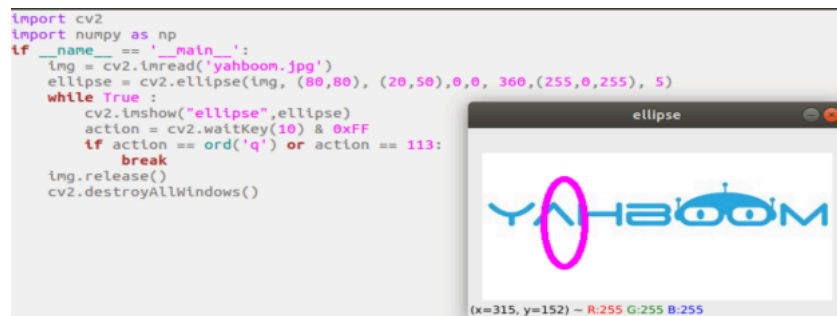 import cv2
import numpy as np
if __name__ == '__main__':
    img = cv2.imread('yahboom.jpg')
    ellipse = cv2.ellipse(img, (80,80), (20,50),0,0, 360,(255,0,255), 5)
    while True :
        cv2.imshow("ellipse",ellipse)
        action = cv2.waitKey(10) & 0xFF
        if action == ord('q') or action == 113:
            break
    img.release()
    cv2.destroyAllWindows()
ellipse
YAHBOOM
(x=315, y=152) ~ R:255 G:255 B:255